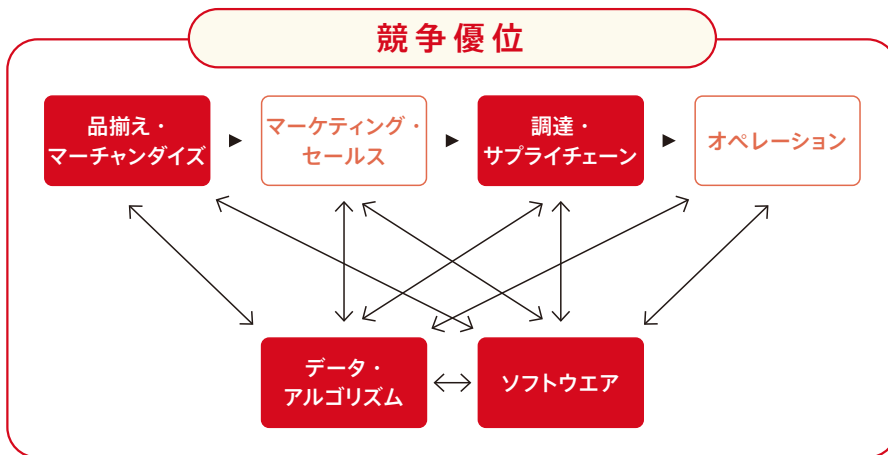 競争優位
品揃え・
マーチャンダイズ
マーケティング・
セールス
調達・
サプライチェーン
オペレーション
データ・
アルゴリズム
ソフトウエア